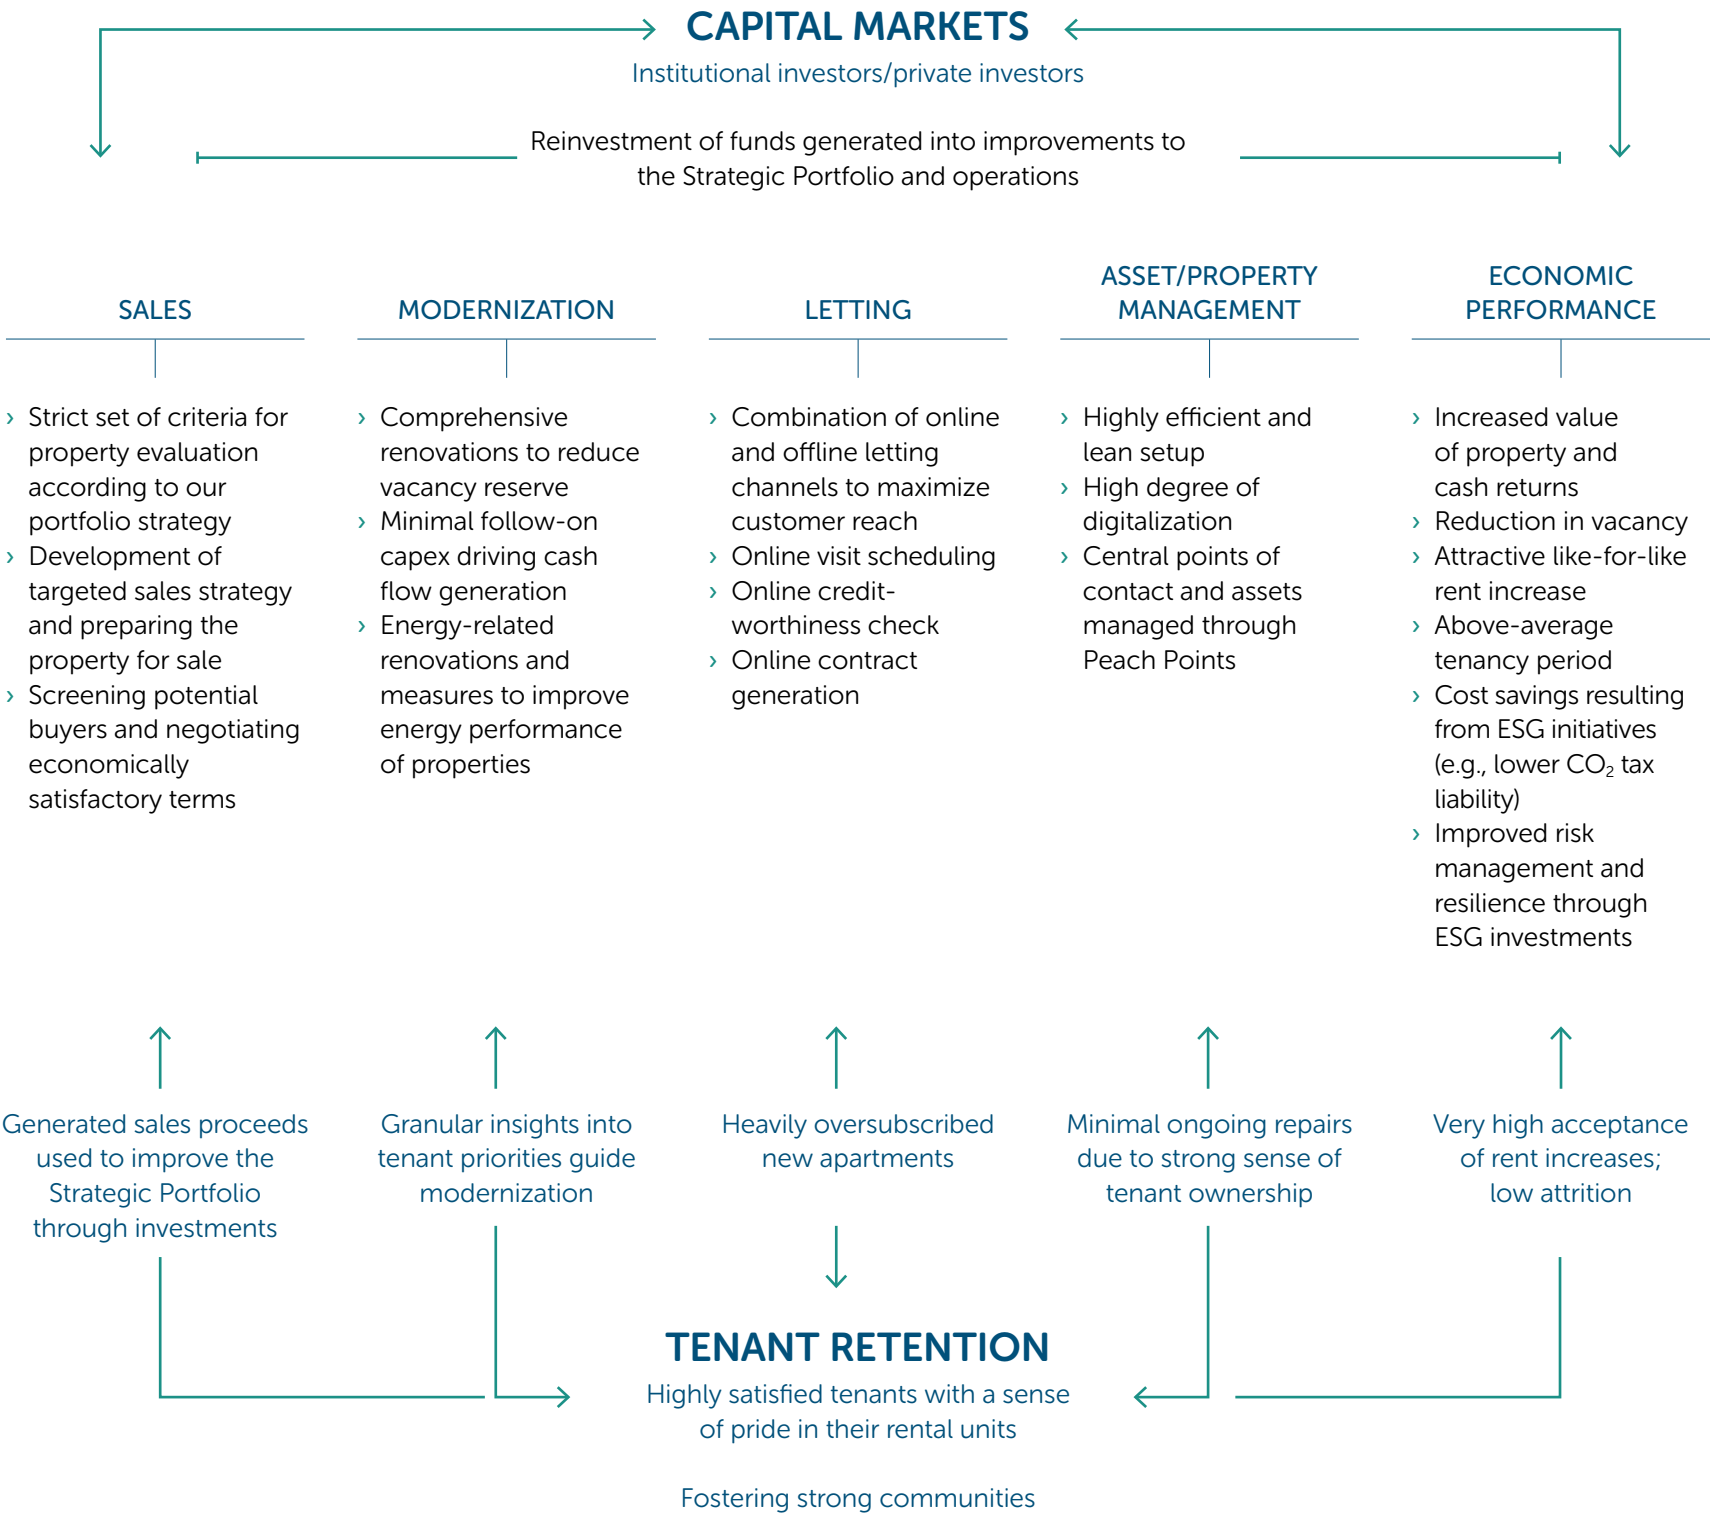 CAPITAL MARKETS
Institutional investors/private investors
Reinvestment of funds generated into improvements to
the Strategic Portfolio and operations
SALES
› Strict set of criteria for
property evaluation
according to our
portfolio strategy
› Development of
targeted sales strategy
and preparing the
property for sale
› Screening potential
buyers and negotiating
economically
satisfactory terms
MODERNIZATION
› Comprehensive
renovations to reduce
vacancy reserve
› Minimal follow-on
capex driving cash
flow generation
› Energy-related
renovations and
measures to improve
energy performance
of properties
LETTING
› Combination of online
and offline letting
channels to maximize
customer reach
› Online visit scheduling
› Online credit-
worthiness check
› Online contract
generation
ASSET/PROPERTY
MANAGEMENT
› Highly efficient and
lean setup
› High degree of
digitalization
› Central points of
contact and assets
managed through
Peach Points
ECONOMIC
PERFORMANCE
› Increased value
of property and
cash returns
› Reduction in vacancy
› Attractive like-for-like
rent increase
› Above-average
tenancy period
› Cost savings resulting
from ESG initiatives
(e.g., lower CO₂ tax
liability)
› Improved risk
management and
resilience through
ESG investments
Generated sales proceeds
used to improve the
Strategic Portfolio
through investments
Granular insights into
tenant priorities guide
modernization
Heavily oversubscribed
new apartments
Minimal ongoing repairs
due to strong sense of
tenant ownership
Very high acceptance
of rent increases;
low attrition
TENANT RETENTION
Highly satisfied tenants with a sense
of pride in their rental units
Fostering strong communities